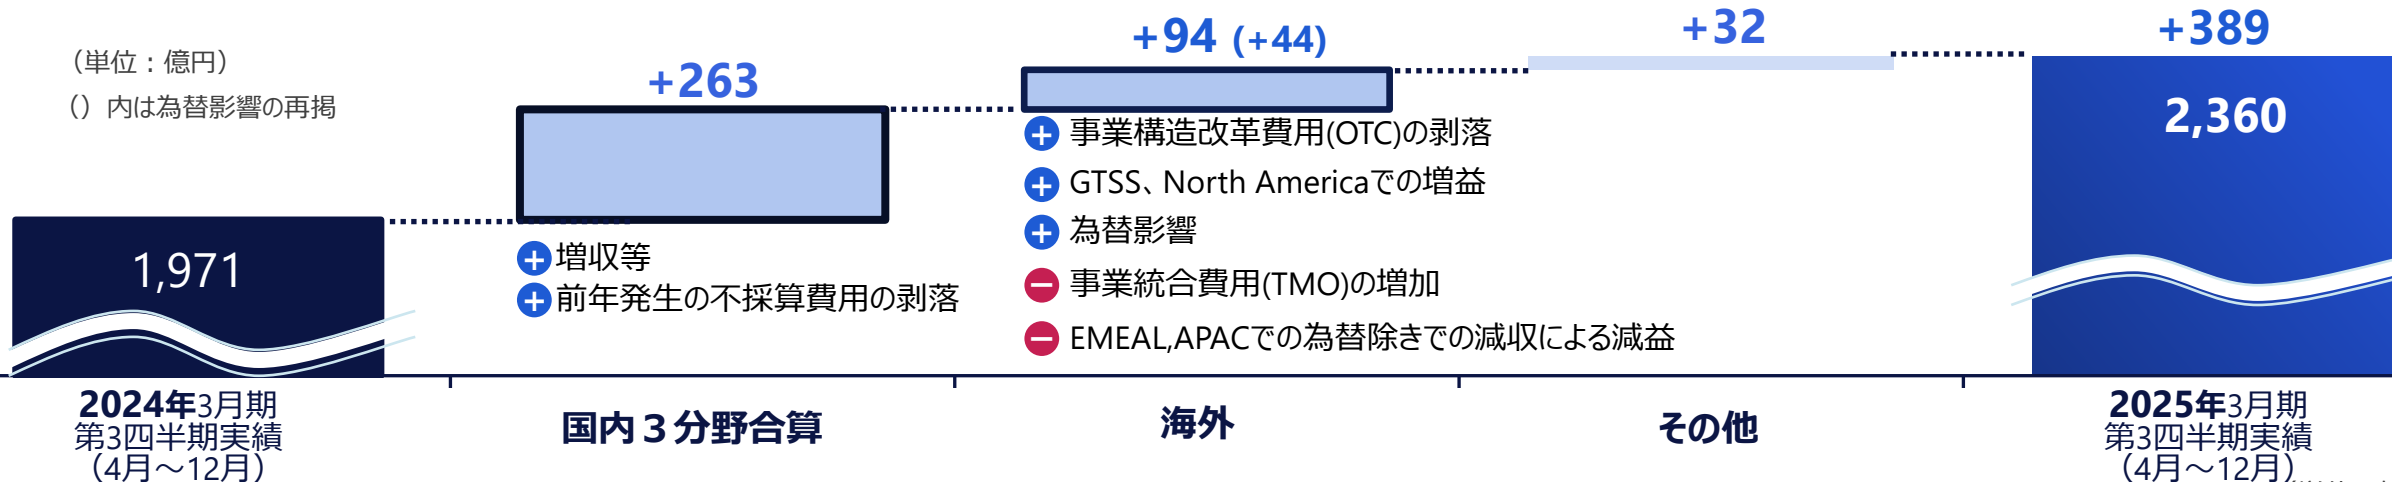 （単位：億円）
（）内は為替影響の再掲
+263
+94 (+44)
+32
+389
1,971
2,360
+ 増収等
+ 前年発生の不採算費用の剥落
+ 事業構造改革費用(OTC)の剥落
+ GTSS、North Americaでの増益
+ 為替影響
− 事業統合費用(TMO)の増加
− EMEAL,APACでの為替除きでの減収による減益
2024年3月期
第3四半期実績
（4月～12月）
国内３分野合算
海外
その他
2025年3月期
第3四半期実績
（4月～12月）